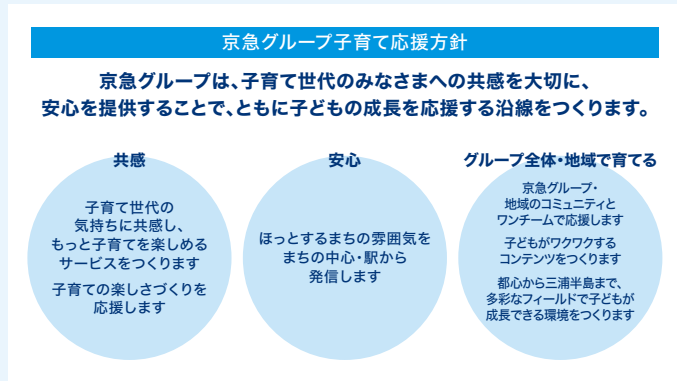 京急グループ子育て応援方針
京急グループは、子育て世代のみなさまへの共感を大切に、
安心を提供することで、ともに子どもの成長を応援する沿線をつくります。
共感
子育て世代の
気持ちに共感し、
もっと子育てを楽しめる
サービスをつくります
子育ての楽しさづくりを
応援します
安心
ほっとするまちの雰囲気を
まちの中心・駅から
発信します
グループ全体・地域で育てる
京急グループ・
地域のコミュニティと
ワンチームで応援します
子どもがワクワクする
コンテンツをつくります
都心から三浦半島まで、
多彩なフィールドで子どもが
成長できる環境をつくります